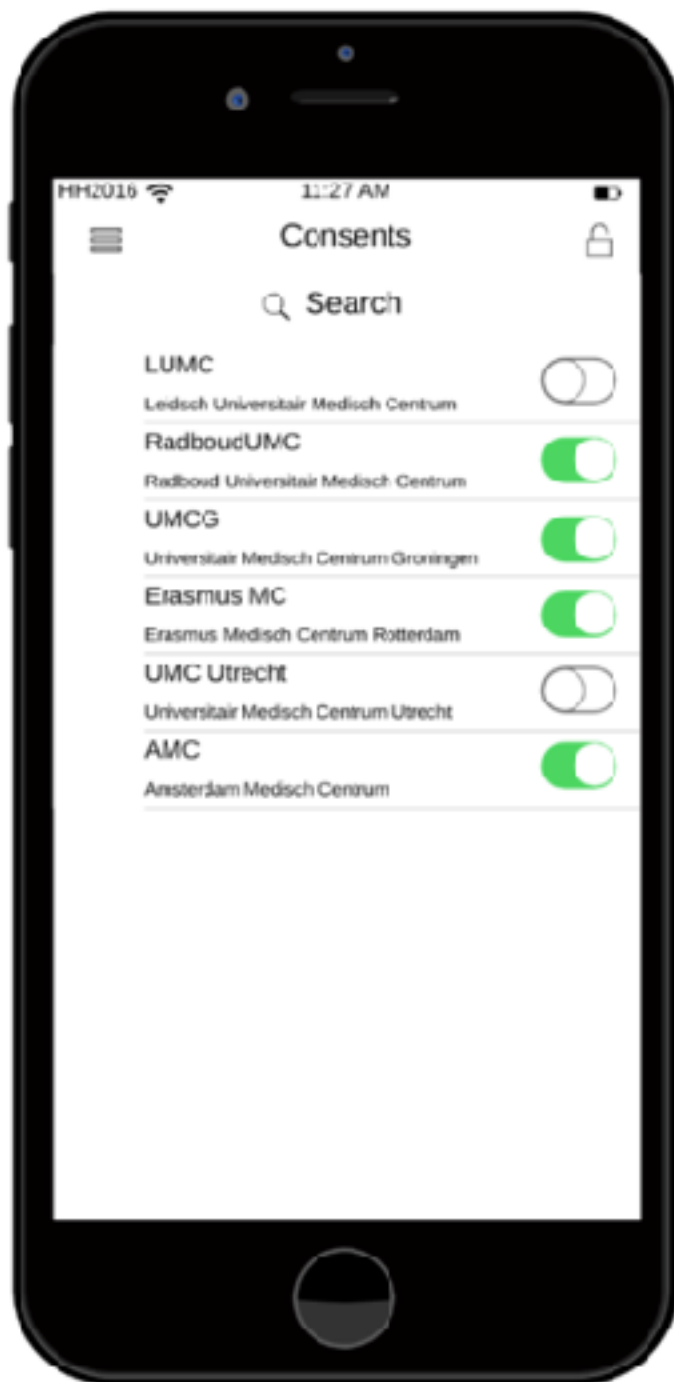 HH2016 11:27 AM
Consents
Search
LUMC
Leidsch Universitair Medisch Centrum
RadboudUMC
Radboud Universitair Medisch Centrum
UMCG
Universitair Medisch Centrum Groningen
Erasmus MC
Erasmus Medisch Centrum Rotterdam
UMC Utrecht
Universitair Medisch Centrum Utrecht
AMC
Amsterdam Medisch Centrum